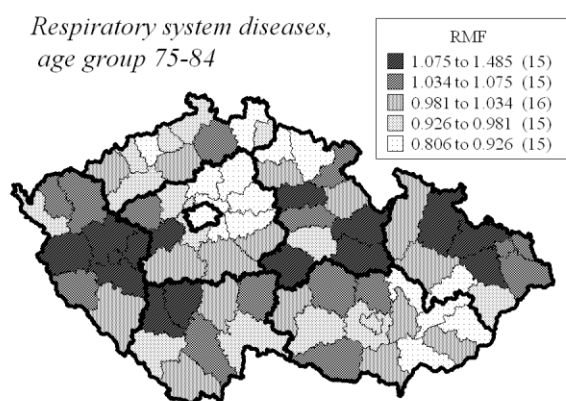 Respiratory system diseases,
age group 75-84
RMF
1.075 to 1.485 (15)
1.034 to 1.075 (15)
0.981 to 1.034 (16)
0.926 to 0.981 (15)
0.806 to 0.926 (15)